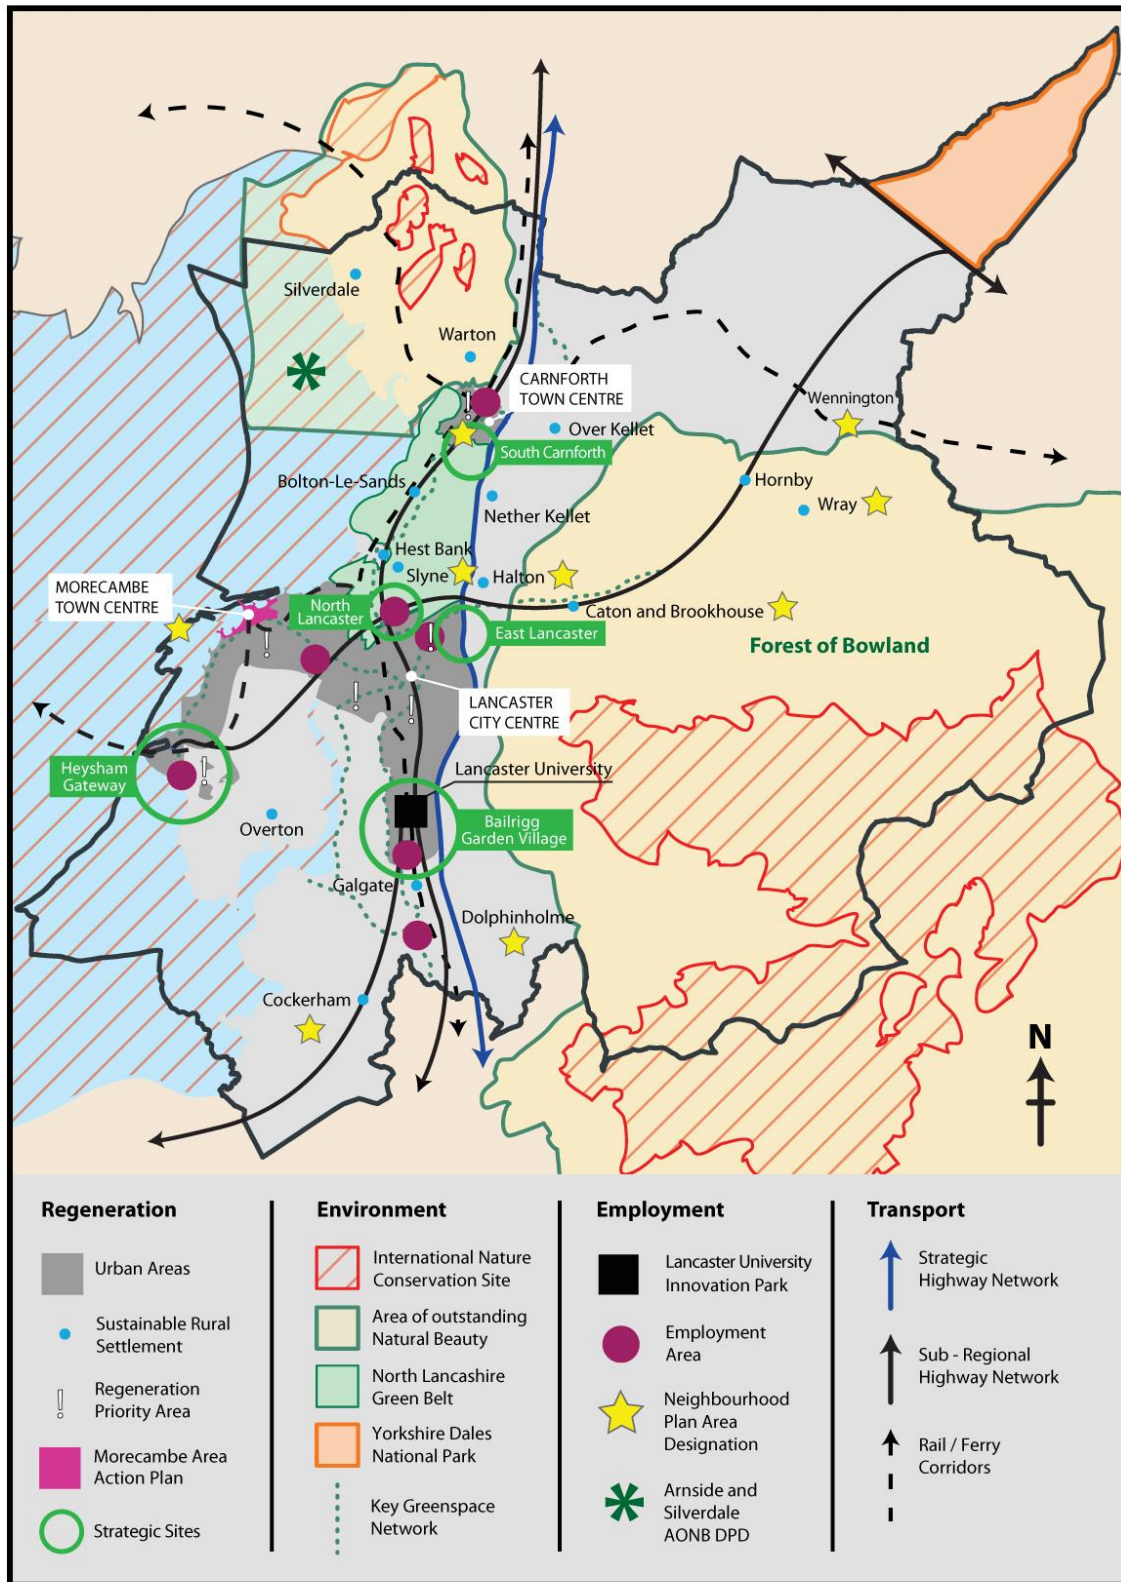 Silverdale
Warton
CARNFORTH
TOWN CENTRE
Wennington
Over Kellet
South Carnforth
Bolton-Le-Sands
Hornby
Wray
Nether Kellet
Hest Bank
Slyne
Halton
MORECAMBE
TOWN CENTRE
North
Lancaster
Caton and Brookhouse
East Lancaster
Forest of Bowland
LANCASTER
CITY CENTRE
Heysham
Gateway
Lancaster University
Overton
Bailrigg
Garden Village
Galgate
Dolphinholme
Cockerham
N
Regeneration
Urban Areas
Sustainable Rural
Settlement
Regeneration
Priority Area
Morecambe Area
Action Plan
Strategic Sites
Environment
International Nature
Conservation Site
Area of outstanding
Natural Beauty
North Lancashire
Green Belt
Yorkshire Dales
National Park
Key Greenspace
Network
Employment
Lancaster University
Innovation Park
Employment
Area
Neighbourhood
Plan Area
Designation
Arnside and
Silverdale
AONB DPD
Transport
Strategic
Highway Network
Sub - Regional
Highway Network
Rail / Ferry
Corridors